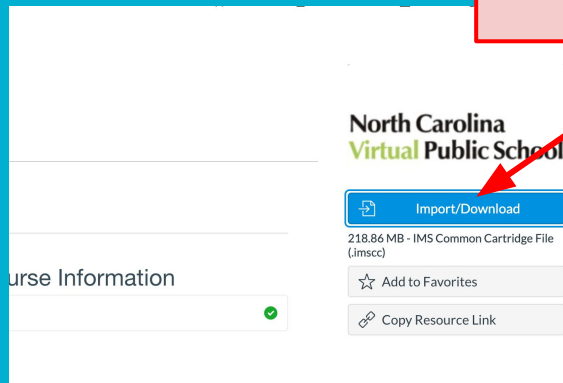 North Carolina
Virtual Public School
Import/Download
218.86 MB - IMS Common Cartridge File
(.imscc)
urse Information
Add to Favorites
Copy Resource Link